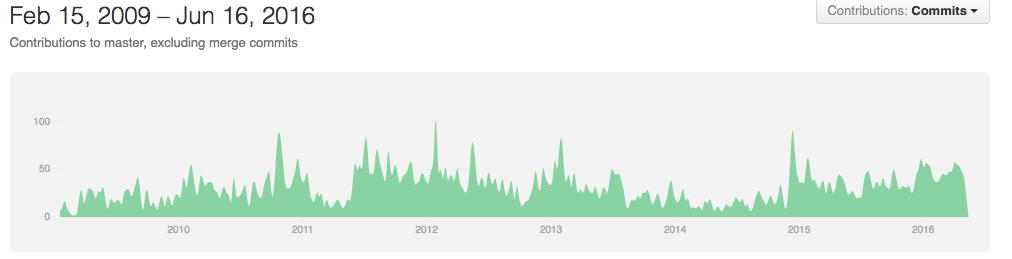 Feb 15, 2009 – Jun 16, 2016
Contributions: Commits
Contributions to master, excluding merge commits
100
50
0
2010 2011 2012 2013 2014 2015 2016